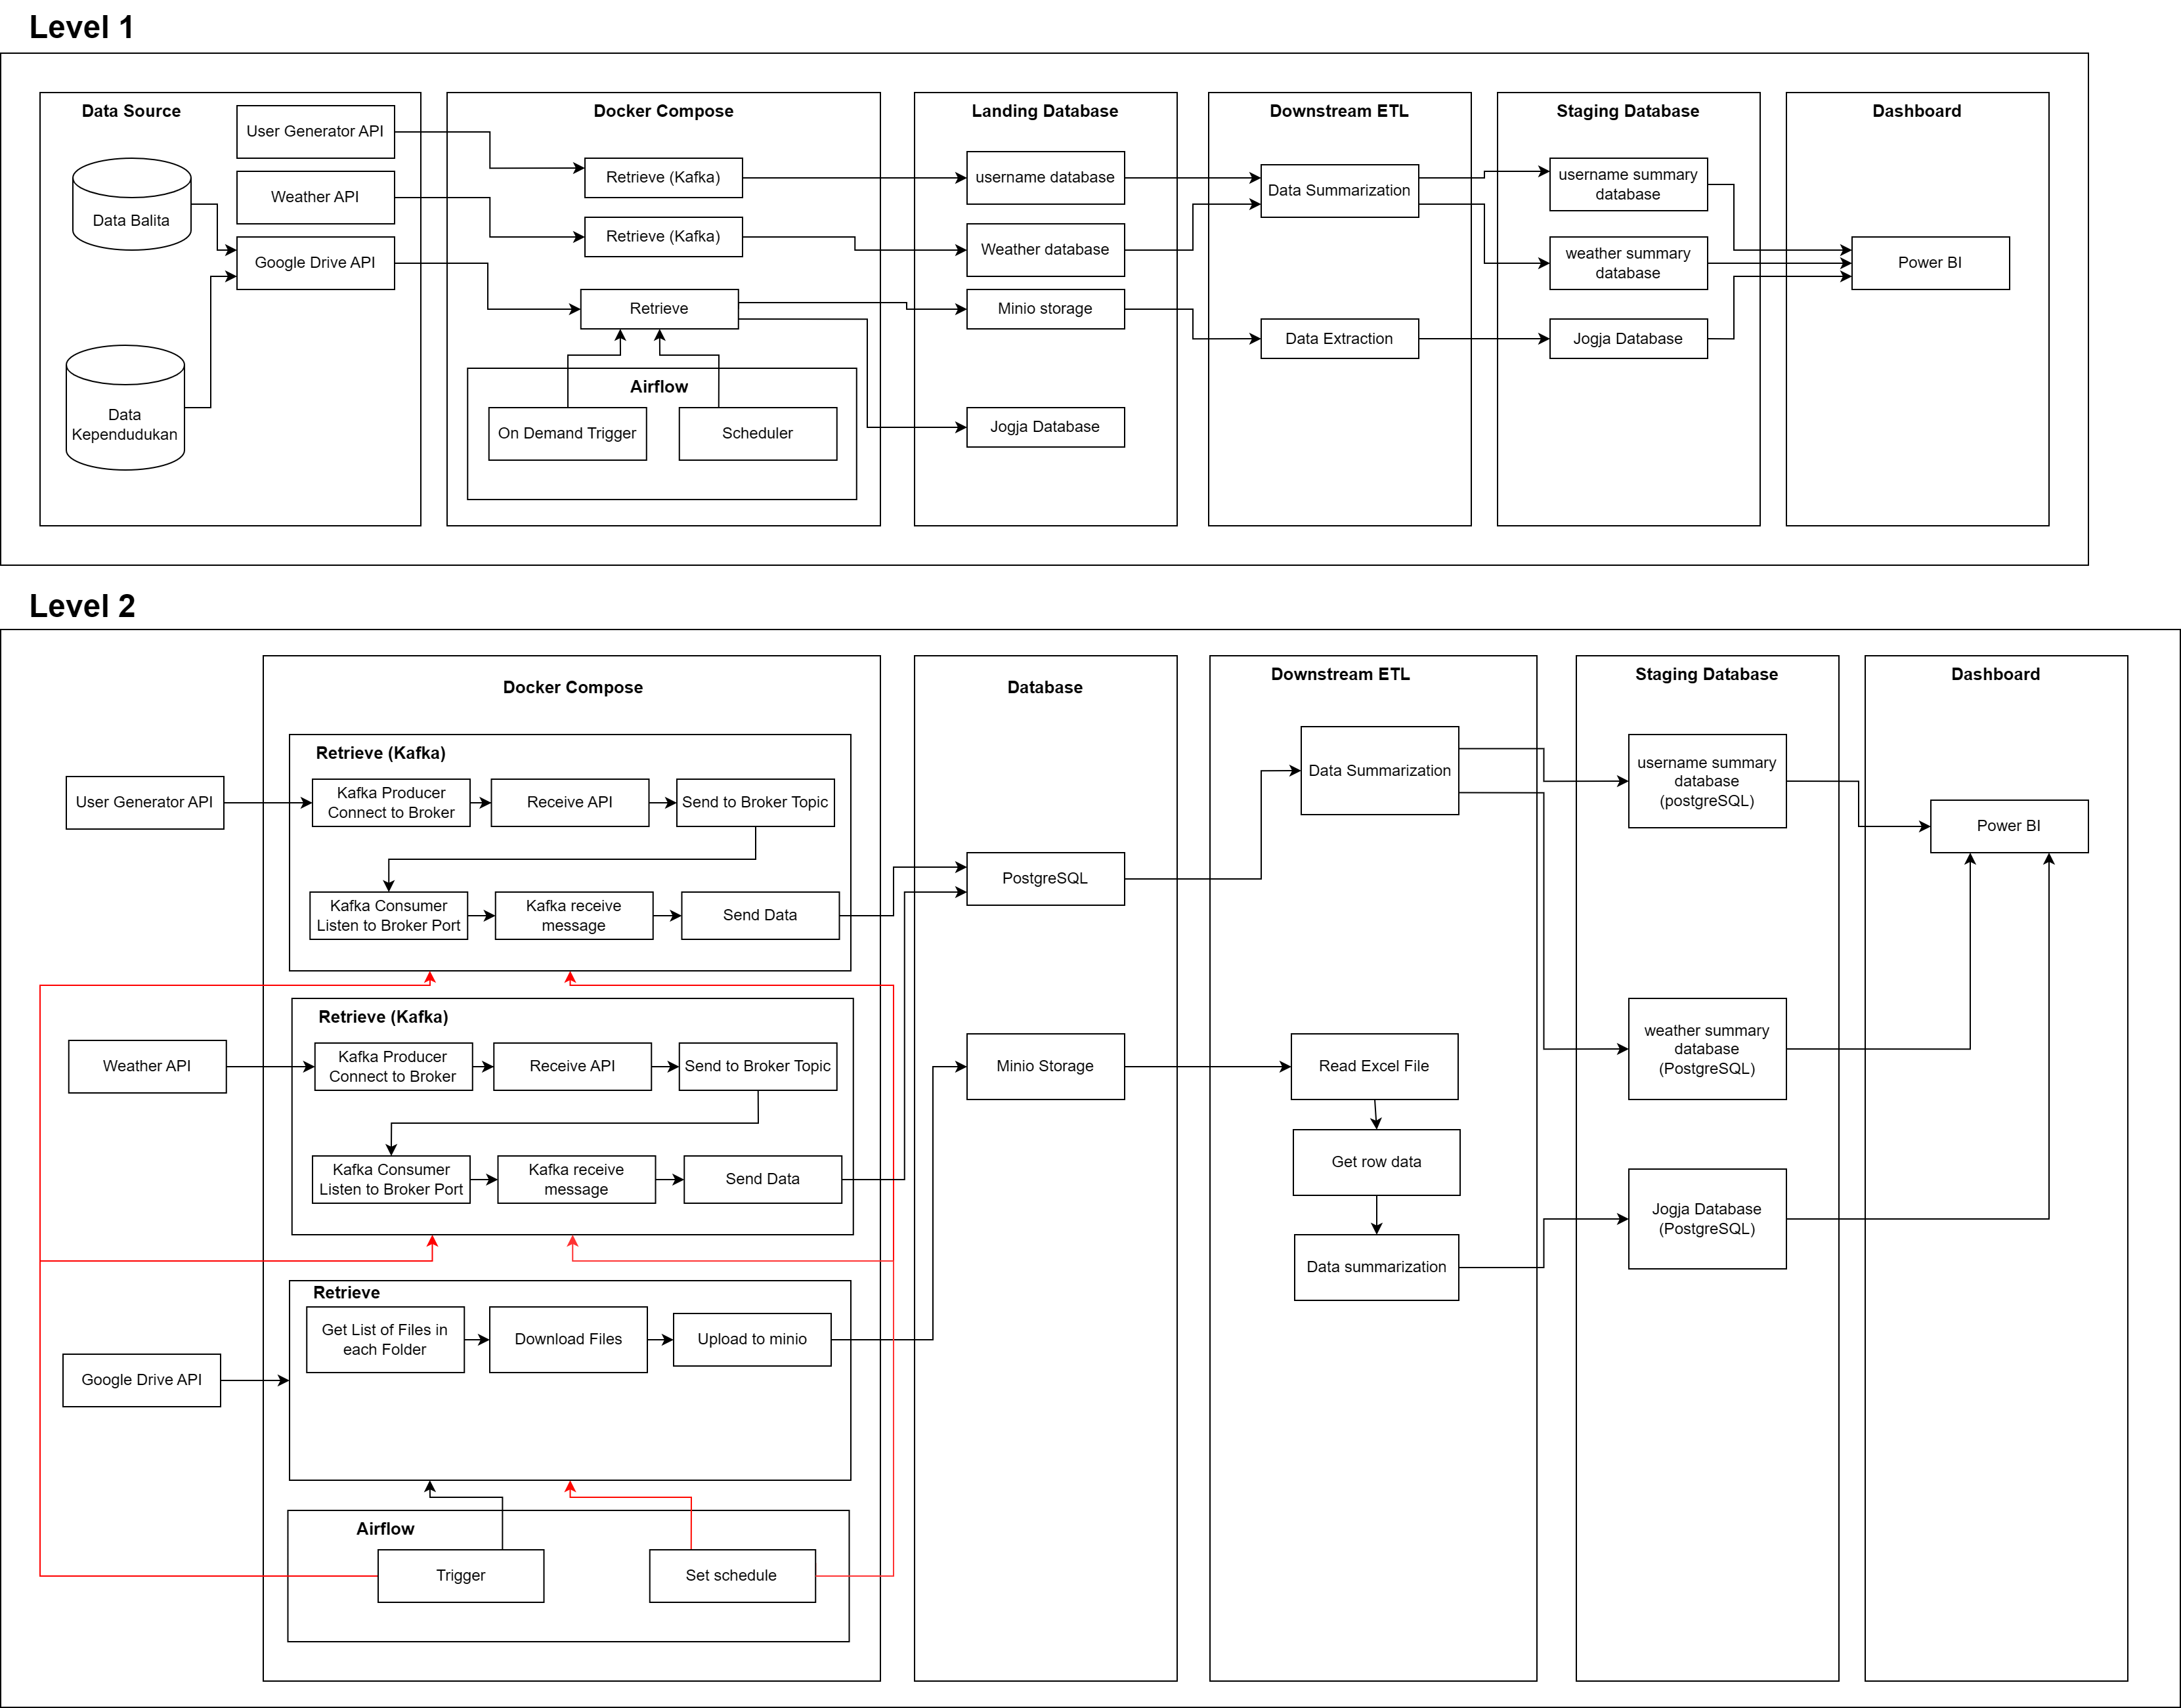 Level 1
Data Source
User Generator API
Weather API
Google Drive API
Data Balita
Data
Kependudukan
Docker Compose
Retrieve (Kafka)
Retrieve (Kafka)
Retrieve
Airflow
On Demand Trigger
Scheduler
Landing Database
username database
Weather database
Minio storage
Jogja Database
Downstream ETL
Data Summarization
Data Extraction
Staging Database
username summary
database
weather summary
database
Jogja Database
Dashboard
Power BI
Level 2
User Generator API
Weather API
Google Drive API
Docker Compose
Retrieve (Kafka)
Kafka Producer
Connect to Broker
Receive API
Send to Broker Topic
Kafka Consumer
Listen to Broker Port
Kafka receive
message
Send Data
Retrieve (Kafka)
Kafka Producer
Connect to Broker
Receive API
Send to Broker Topic
Kafka Consumer
Listen to Broker Port
Kafka receive
message
Send Data
Retrieve
Get List of Files in
each Folder
Download Files
Upload to minio
Airflow
Trigger
Set schedule
Database
PostgreSQL
Minio Storage
Downstream ETL
Data Summarization
Read Excel File
Get row data
Data summarization
Staging Database
username summary
database
(postgreSQL)
weather summary
database
(PostgreSQL)
Jogja Database
(PostgreSQL)
Dashboard
Power BI